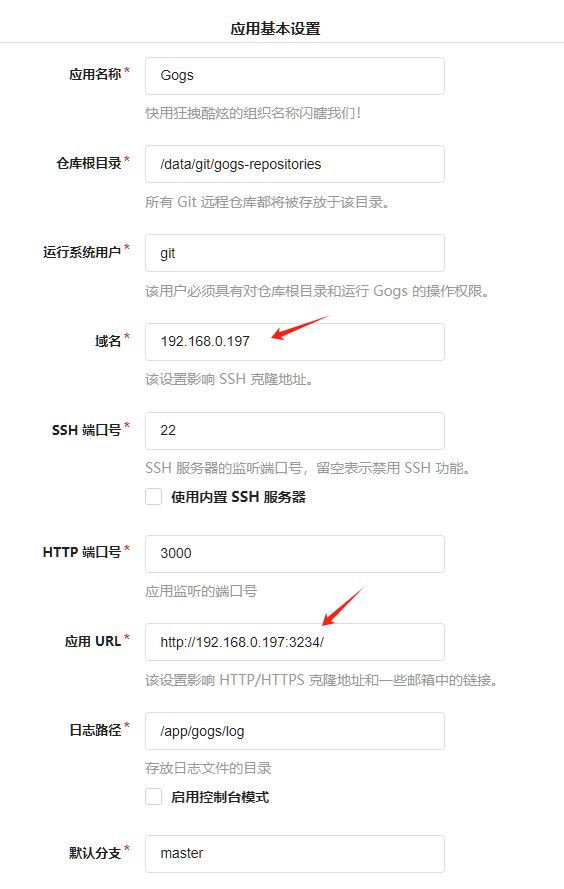 应用基本设置
应用名称*
Gogs
快用狂拽酷炫的组织名称闪瞎我们！
仓库根目录*
/data/git/gogs-repositories
所有 Git 远程仓库都将被存放于该目录。
运行系统用户*
git
该用户必须具有对仓库根目录和运行 Gogs 的操作权限。
域名*
192.168.0.197
该设置影响 SSH 克隆地址。
SSH 端口号*
22
SSH 服务器的监听端口号，留空表示禁用 SSH 功能。
使用内置 SSH 服务器
HTTP 端口号*
3000
应用监听的端口号
应用 URL*
http://192.168.0.197:3234/
该设置影响 HTTP/HTTPS 克隆地址和一些邮箱中的链接。
日志路径*
/app/gogs/log
存放日志文件的目录
启用控制台模式
默认分支*
master